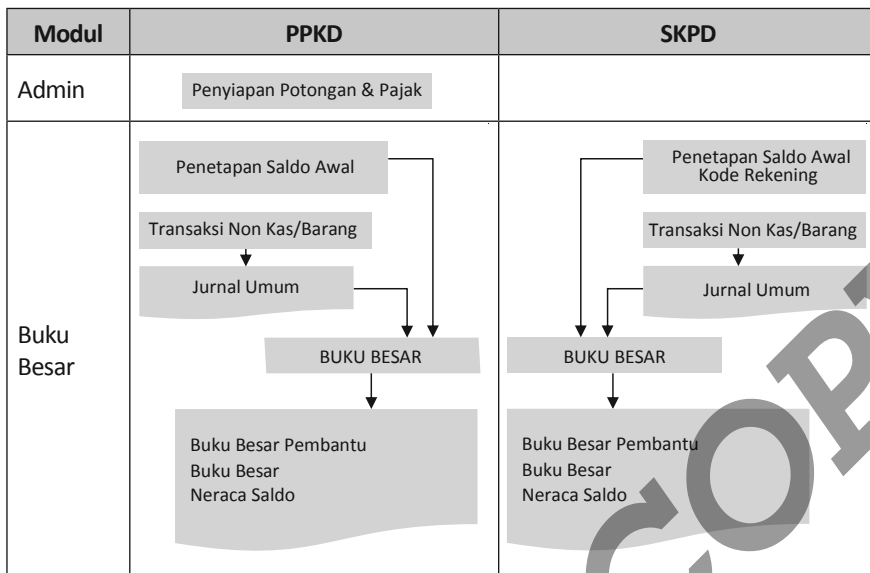 Modul PPKD SKPD
Admin Penyiapan Potongan & Pajak
Buku
Besar
Penetapan Saldo Awal
Transaksi Non Kas/Barang
Jurnal Umum
BUKU BESAR
Buku Besar Pembantu
Buku Besar
Neraca Saldo
Penetapan Saldo Awal
Kode Rekening
Transaksi Non Kas/Barang
Jurnal Umum
BUKU BESAR
Buku Besar Pembantu
Buku Besar
Neraca Saldo